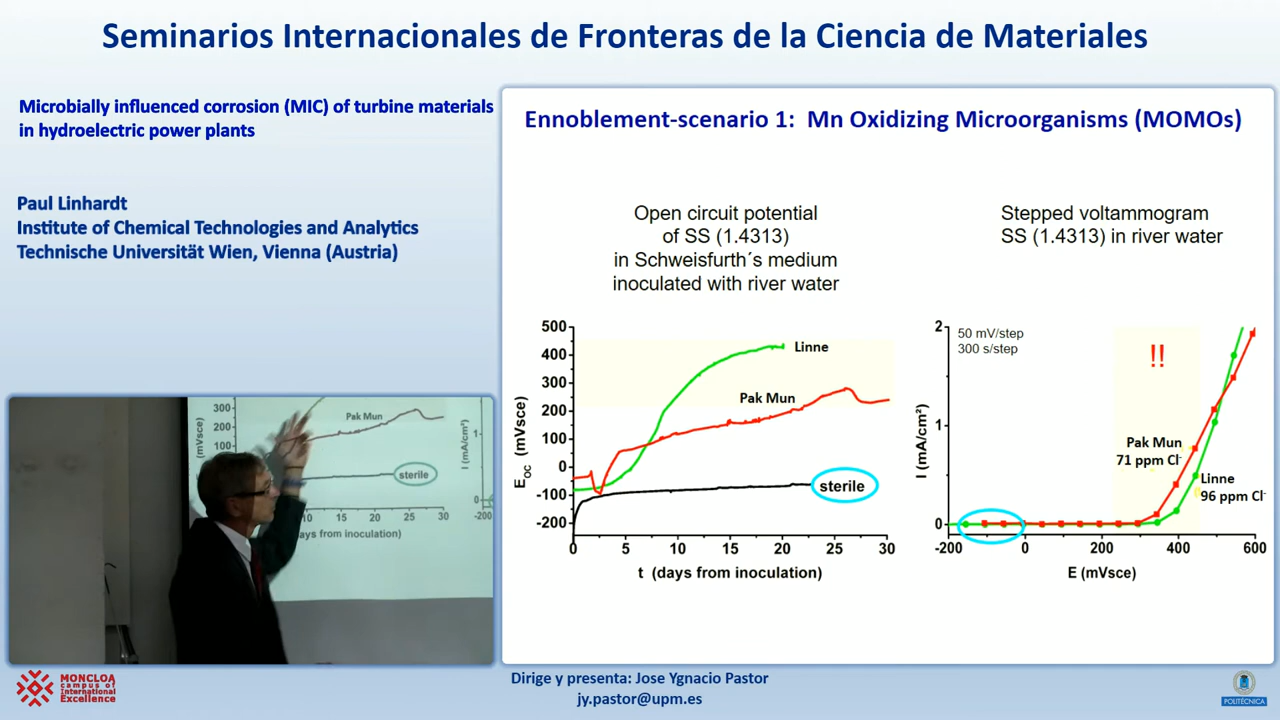 Seminarios Internacionales de Fronteras de la Ciencia de Materiales
Microbially influenced corrosion (MIC) of turbine materials
in hydroelectric power plants
Paul Linhardt
Institute of Chemical Technologies and Analytics
Technische Universität Wien, Vienna (Austria)
Ennoblement-scenario 1: Mn Oxidizing Microorganisms (MOMOs)
Open circuit potential
of SS (1.4313)
in Schweisfurth´s medium
inoculated with river water
500
400
300
200
100
0
-100
-200
E_OC (mVsce)
Linne
Pak Mun
sterile
0 5 10 15 20 25 30
t (days from inoculation)
Stepped voltammogram
SS (1.4313) in river water
2
1
0
I (mA/cm²)
50 mV/step
300 s/step
!!
Pak Mun
71 ppm Cl⁻
Linne
96 ppm Cl⁻
-200 0 200 400 600
E (mVsce)
300
200
100
(mVsce)
Pak Mun
sterile
10 15 20 25 30
ays from inoculation)
I (mA/cm²)
1
0
-200
MONCLOA
campus of
International
Excellence
Dirige y presenta: Jose Ygnacio Pastor
jy.pastor@upm.es
POLITÉCNICA